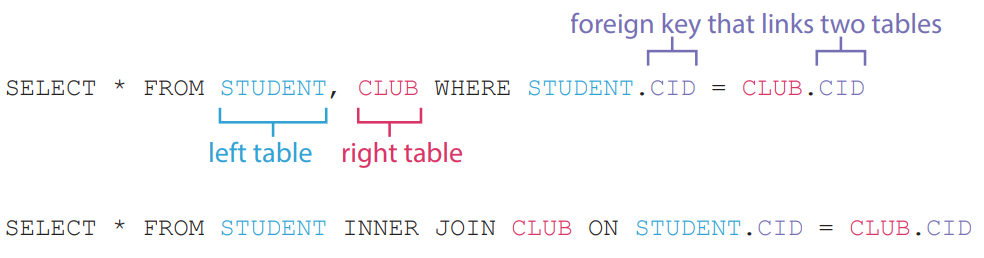 foreign key that links two tables
SELECT * FROM STUDENT, CLUB WHERE STUDENT.CID = CLUB.CID
left table right table
SELECT * FROM STUDENT INNER JOIN CLUB ON STUDENT.CID = CLUB.CID